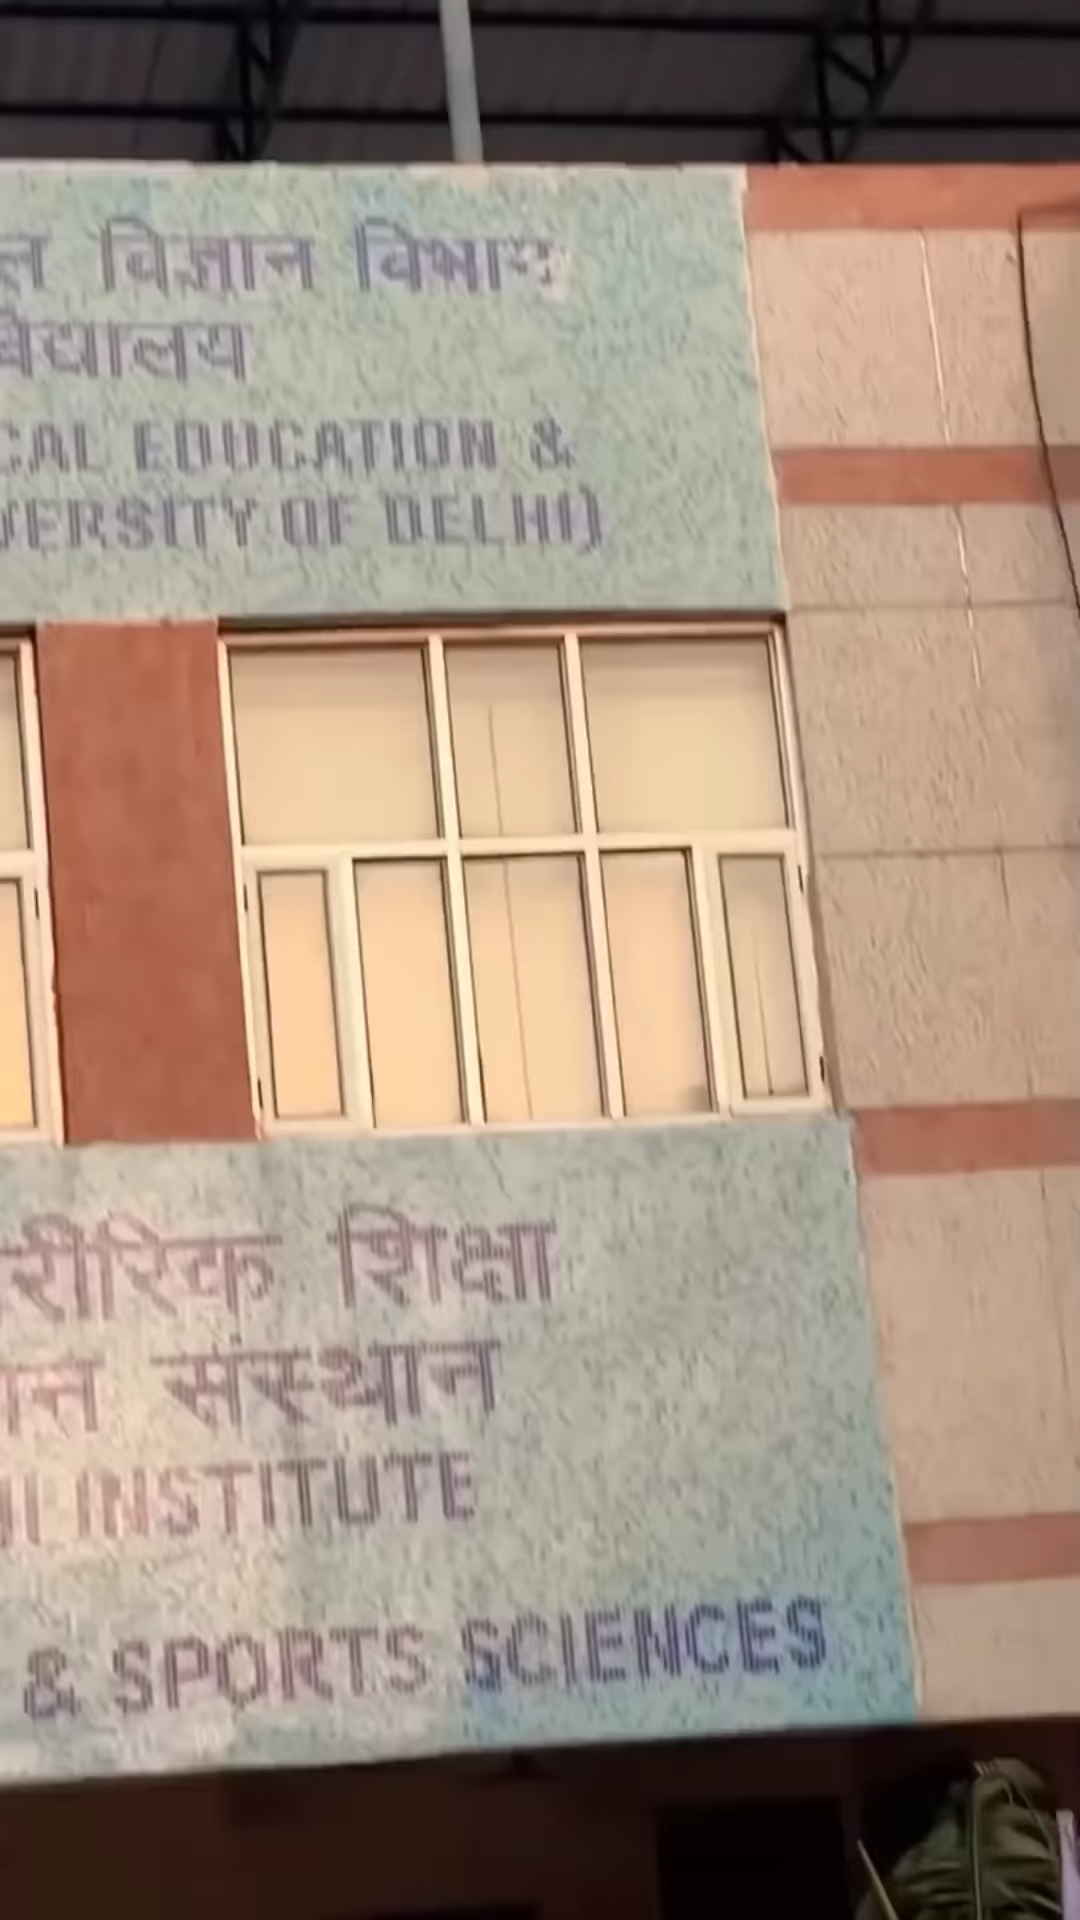 विज्ञान विभाग
विद्यालय
CAL EDUCATION &
VERSITY OF DELHI)
रीरिक शिक्षा
संस्थान
INSTITUTE
& SPORTS SCIENCES